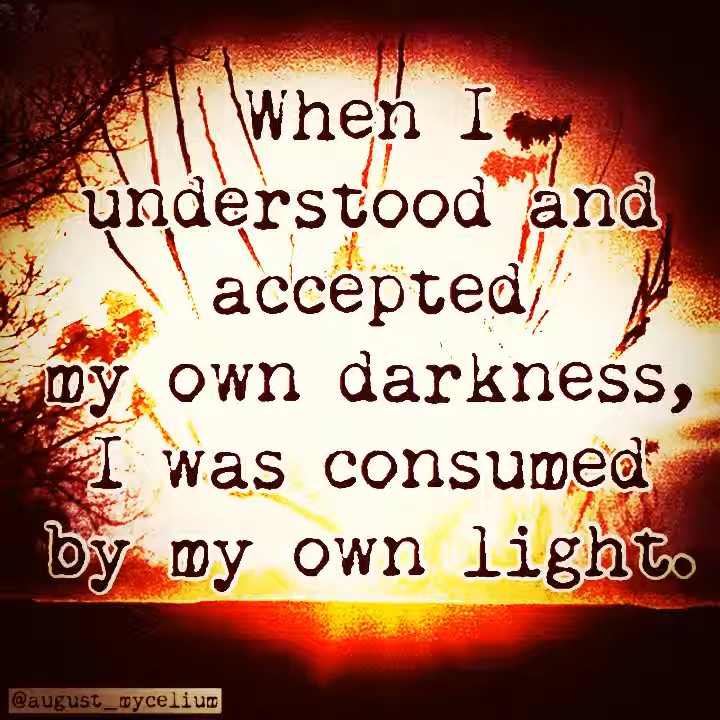 When I
understood and
accepted
my own darkness,
I was consumed
by my own light.
@august_mycelium